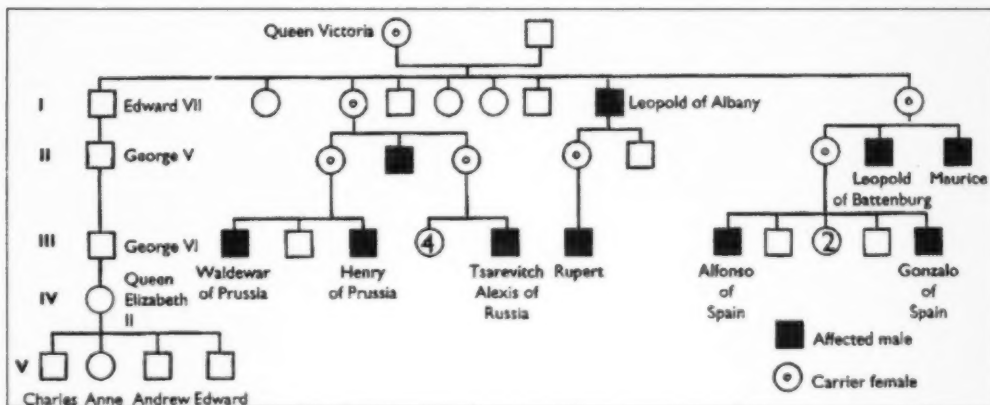 Queen Victoria
I
Edward VII
Leopold of Albany
II
George V
Leopold
of Battenburg
Maurice
III
George VI
4
2
Waldewar
of Prussia
Henry
of Prussia
Tsarevitch
Alexis of
Russia
Rupert
Alfonso
of
Spain
Gonzalo
of
Spain
IV
Queen
Elizabeth
II
Affected male
V
Carrier female
Charles Anne Andrew Edward